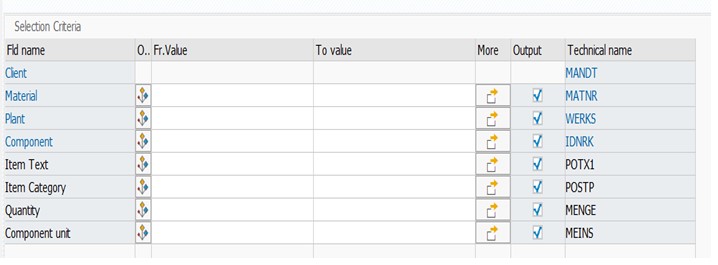 Selection Criteria
Fld name O.. Fr.Value To value More Output Technical name
Client MANDT
Material MATNR
Plant WERKS
Component IDNRK
Item Text POTX1
Item Category POSTP
Quantity MENGE
Component unit MEINS